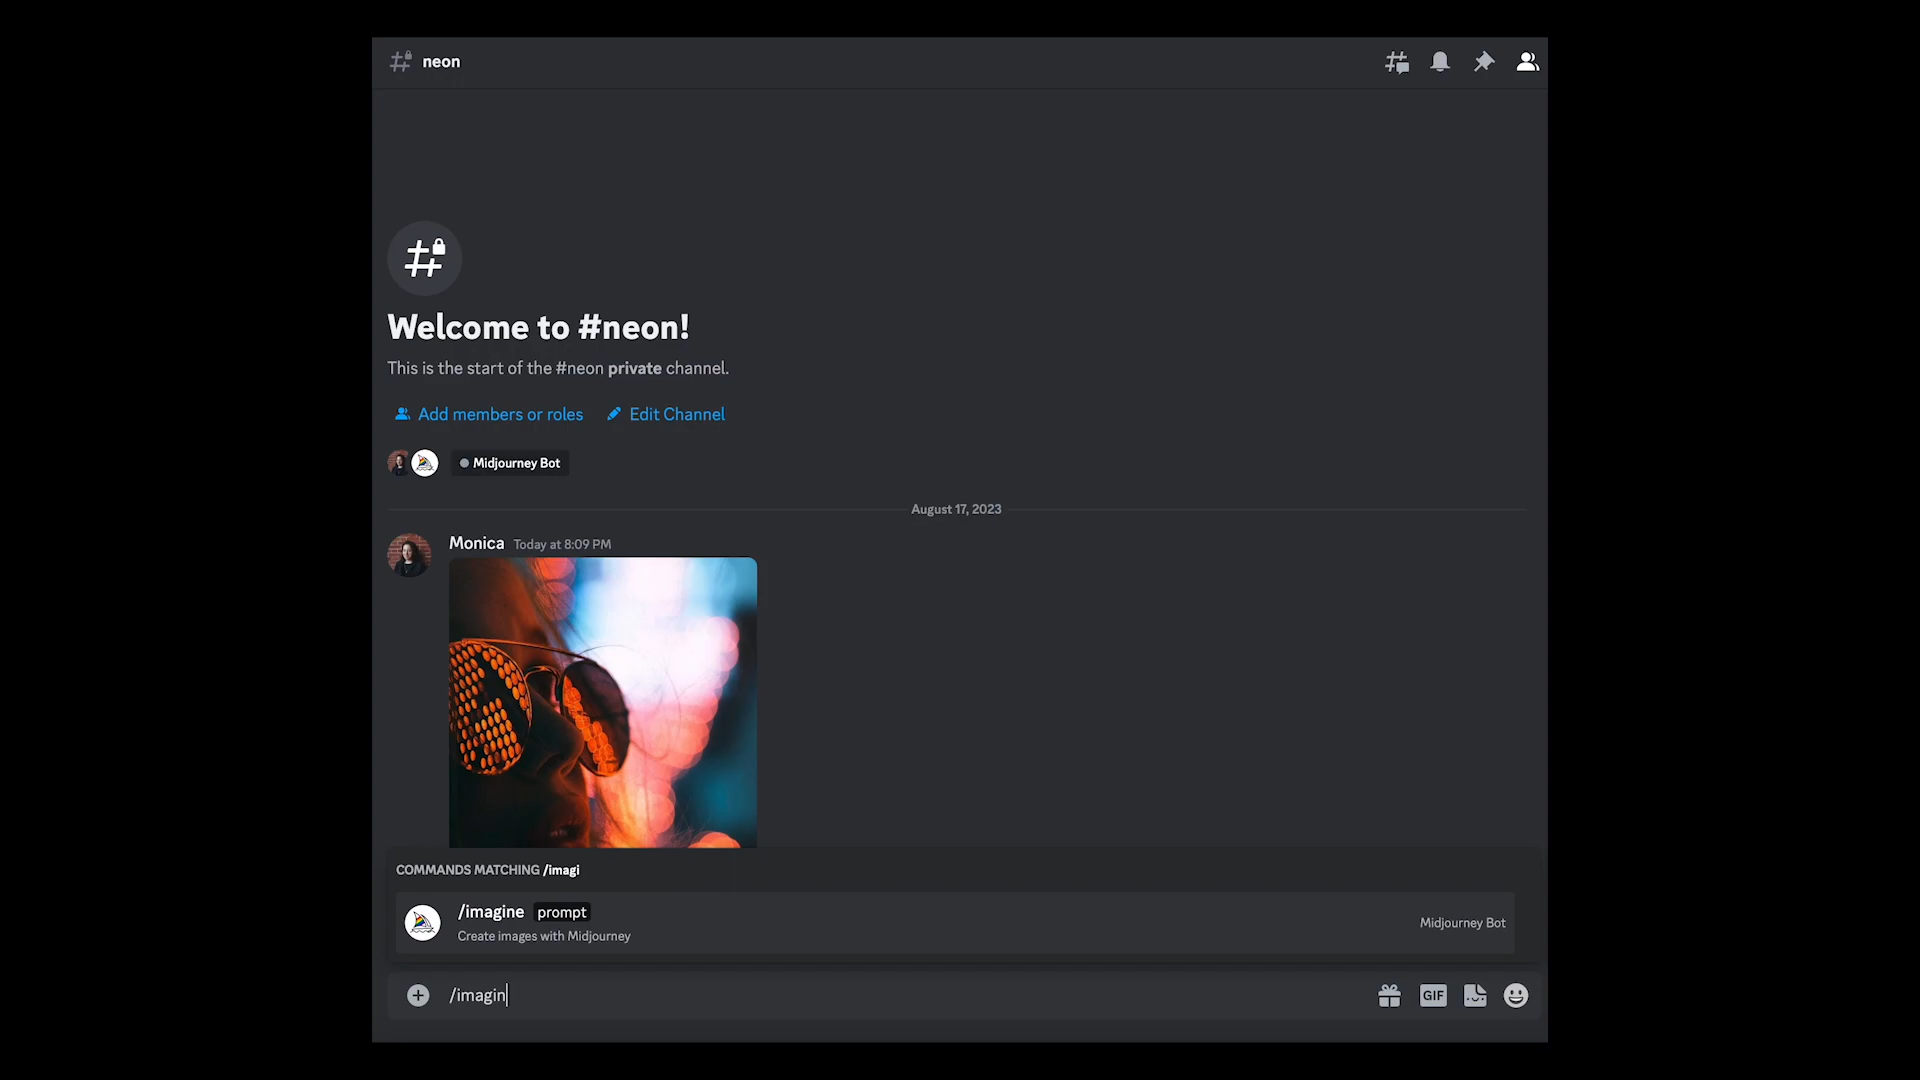 neon
Welcome to #neon!
This is the start of the #neon private channel.
Add members or roles Edit Channel
Midjourney Bot
August 17, 2023
Monica Today at 8:09 PM
COMMANDS MATCHING /imagi
/imagine prompt
Create images with Midjourney
Midjourney Bot
/imagin
GIF